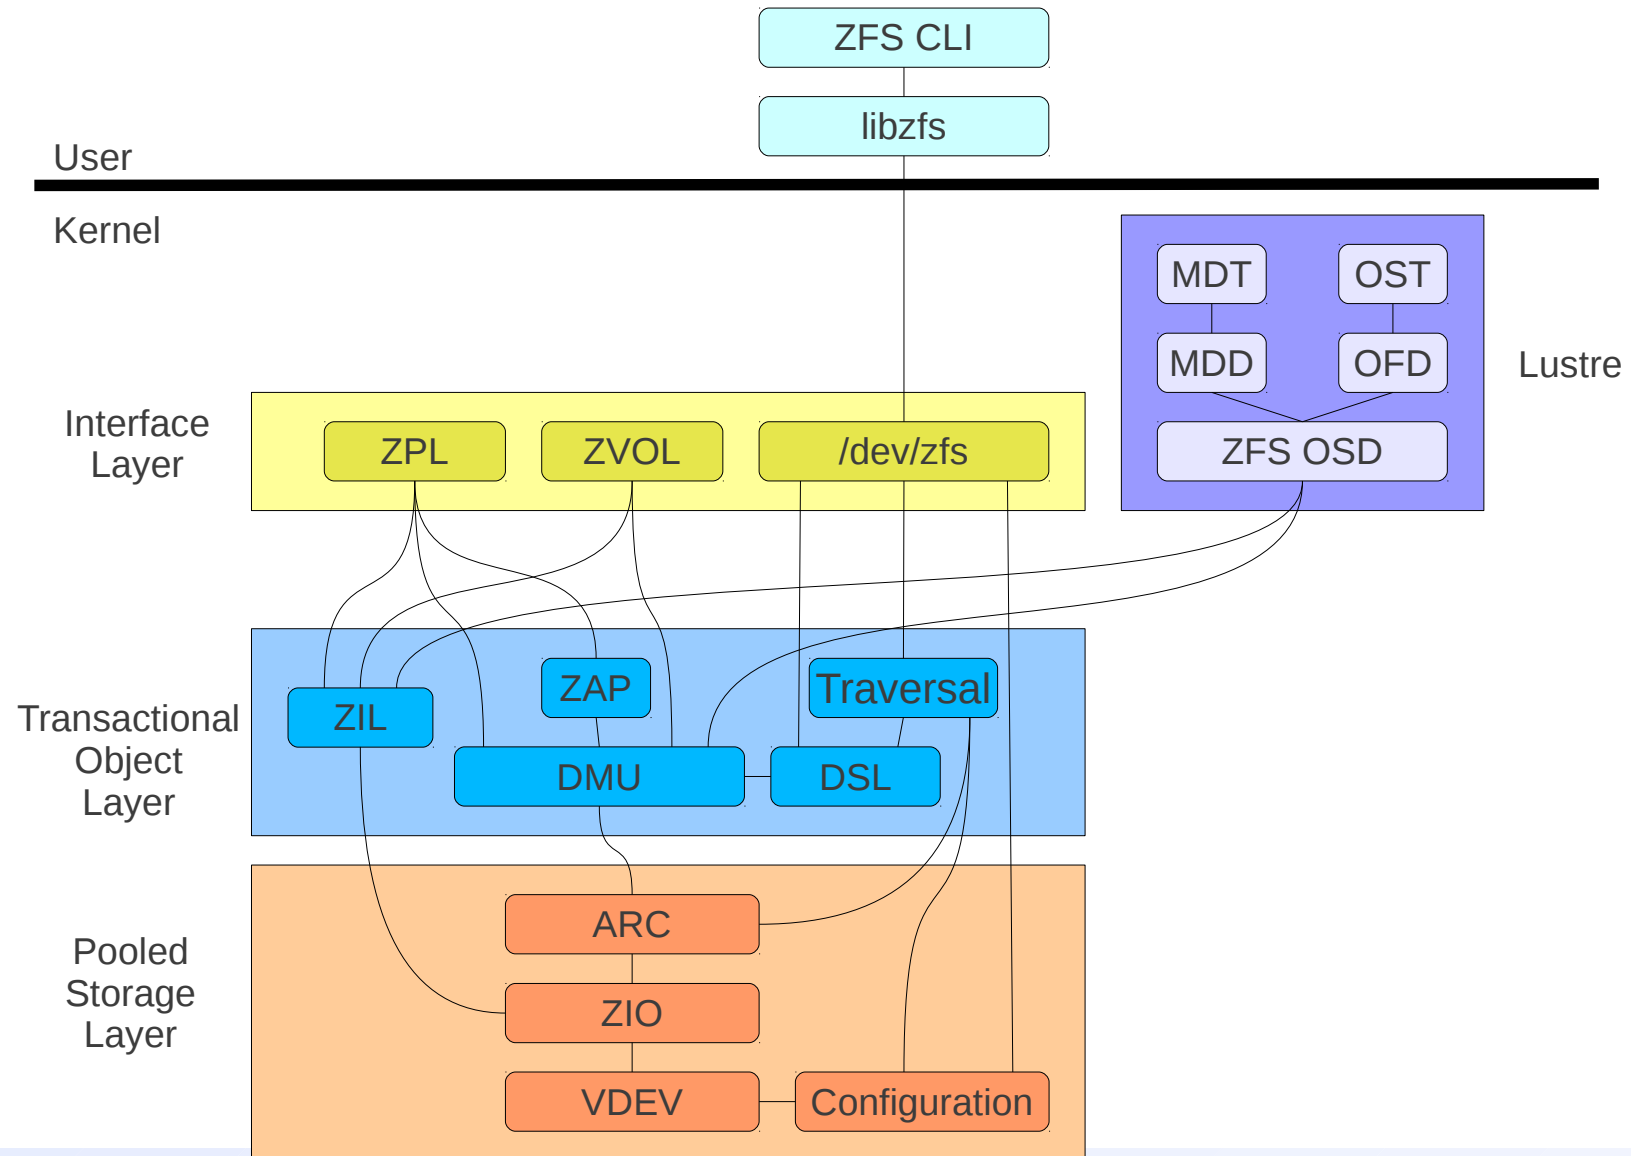 ZFS CLI
libzfs
User
Kernel
MDT
OST
MDD
OFD
Lustre
Interface
Layer
ZPL
ZVOL
/dev/zfs
ZFS OSD
ZAP
Traversal
ZIL
Transactional
Object
Layer
DMU
DSL
ARC
Pooled
Storage
Layer
ZIO
VDEV
Configuration